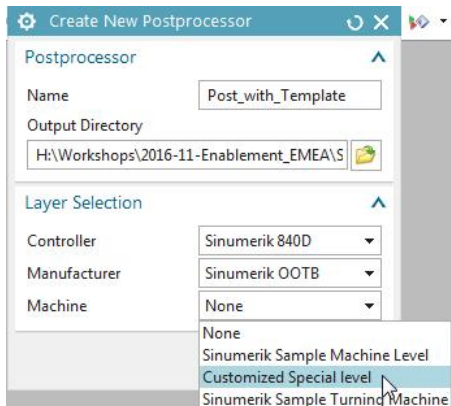 Create New Postprocessor
Postprocessor
Name Post_with_Template
Output Directory
H:\Workshops\2016-11-Enablement_EMEA\S
Layer Selection
Controller Sinumerik 840D
Manufacturer Sinumerik OOTB
Machine None
None
Sinumerik Sample Machine Level
Customized Special level
Sinumerik Sample Turning Machine